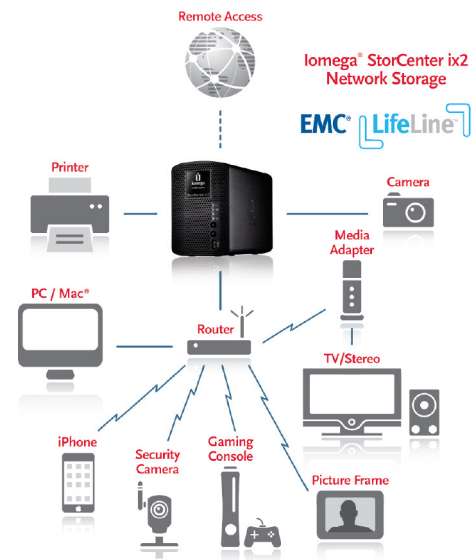 Remote Access
Iomega® StorCenter ix2
Network Storage
EMC® LifeLine™
Printer
iomega
Camera
Media
Adapter
PC / Mac®
Router
TV/Stereo
iPhone
Security
Camera
Gaming
Console
Picture Frame